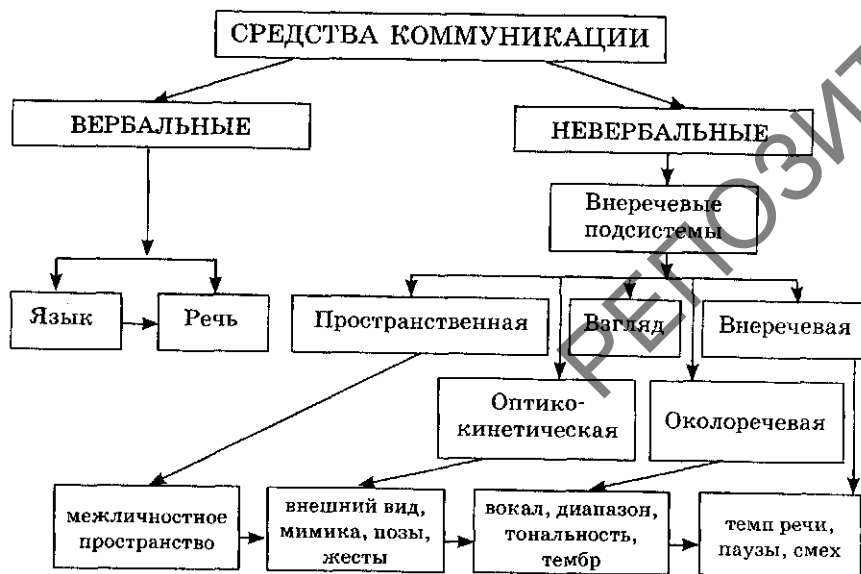 СРЕДСТВА КОММУНИКАЦИИ
ВЕРБАЛЬНЫЕ
НЕВЕРБАЛЬНЫЕ
Внеречевые
подсистемы
Язык
Речь
Пространственная
Взгляд
Внеречевая
Оптико-
кинетическая
Околоречевая
межличностное
пространство
внешний вид,
мимика, позы,
жесты
вокал, диапазон,
тональность,
тембр
темп речи,
паузы, смех
РЕПОЗИТ